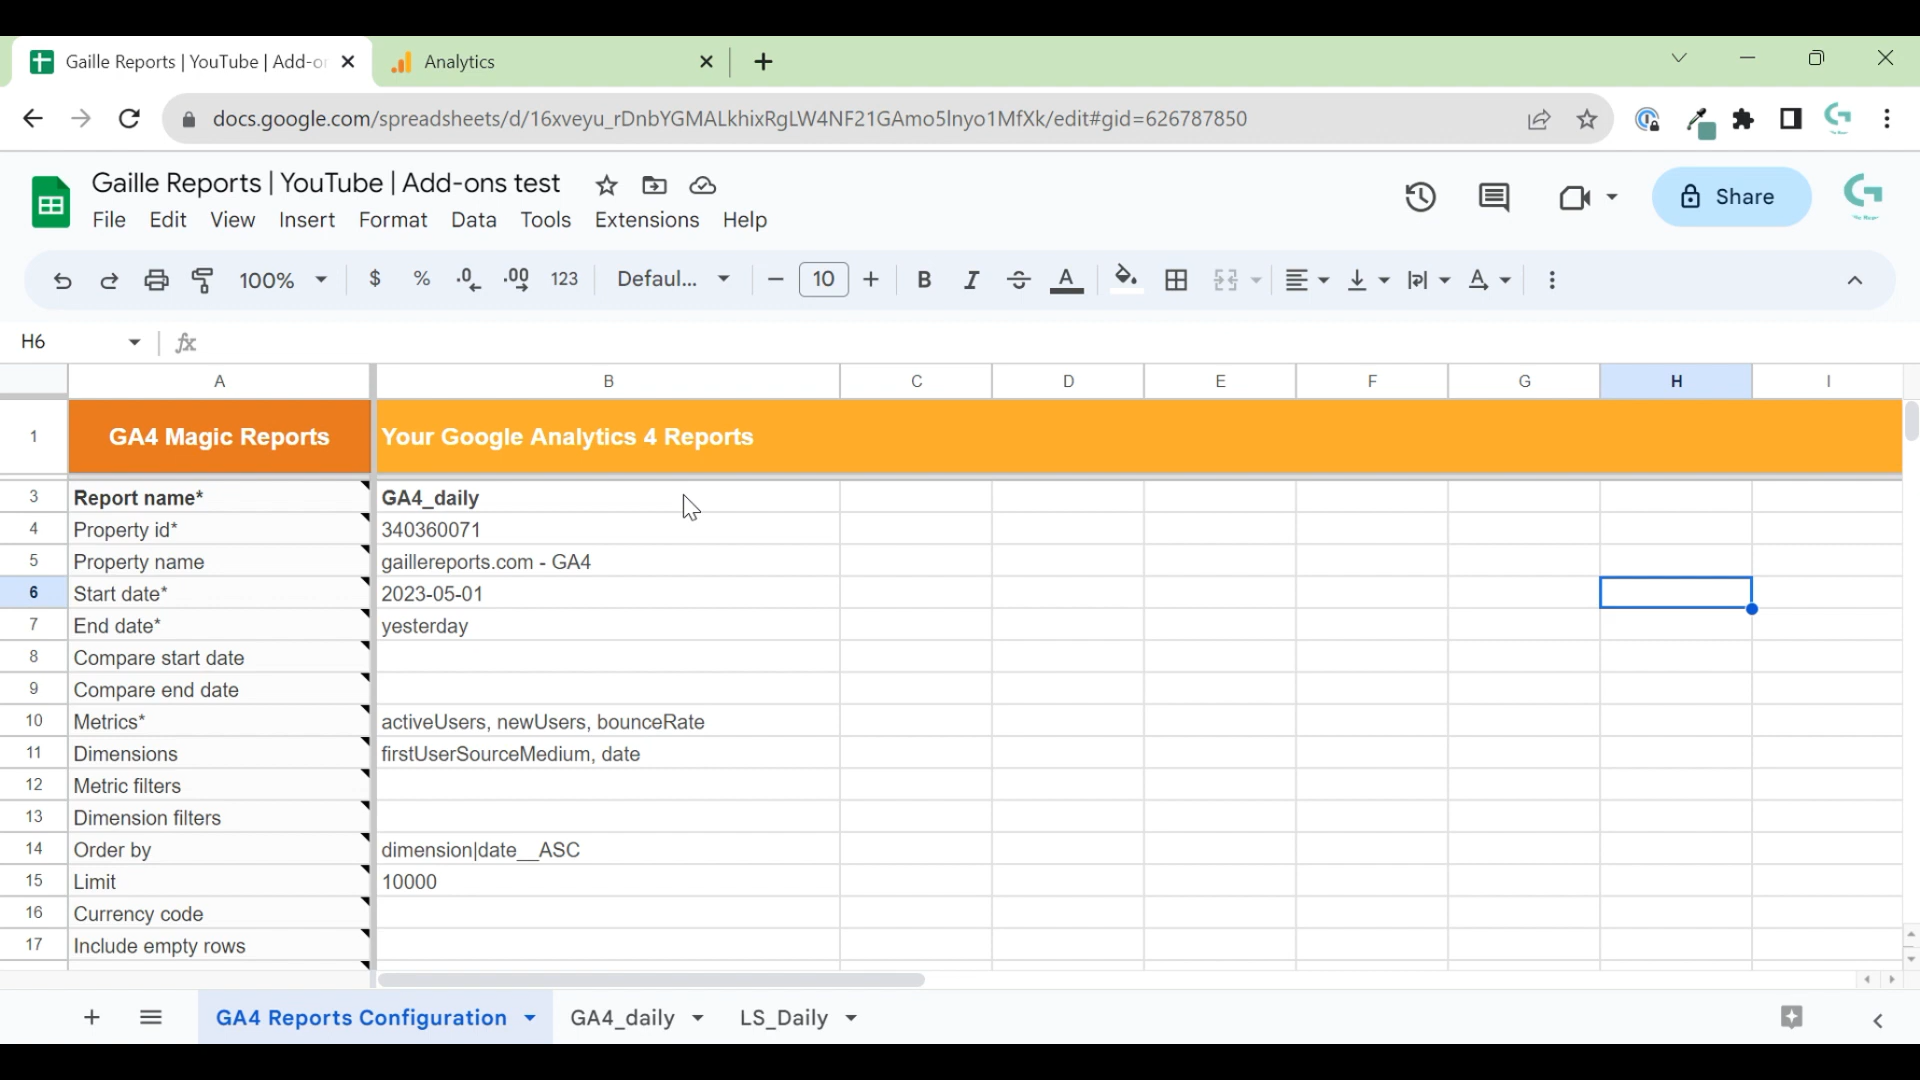 Gaille Reports | YouTube | Add-o
Analytics
docs.google.com/spreadsheets/d/16xveyu_rDnbYGMALkhixRgLW4NF21GAmo5lnyo1MfXk/edit#gid=626787850
Gaille Reports | YouTube | Add-ons test
File Edit View Insert Format Data Tools Extensions Help
Share
100% $ % .0 .00 123 Defaul... 10 B I S A
H6 fx
A B C D E F G H I
1 GA4 Magic Reports Your Google Analytics 4 Reports
3 Report name* GA4_daily
4 Property id* 340360071
5 Property name gaillereports.com - GA4
6 Start date* 2023-05-01
7 End date* yesterday
8 Compare start date
9 Compare end date
10 Metrics* activeUsers, newUsers, bounceRate
11 Dimensions firstUserSourceMedium, date
12 Metric filters
13 Dimension filters
14 Order by dimension|date__ASC
15 Limit 10000
16 Currency code
17 Include empty rows
GA4 Reports Configuration GA4_daily LS_Daily